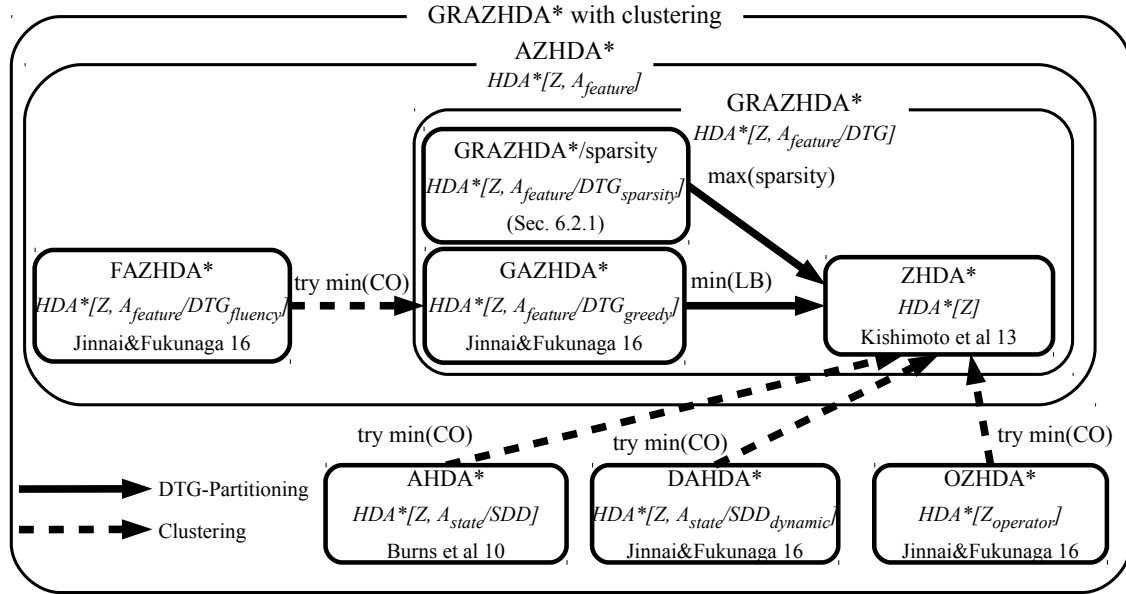 GRAZHDA* with clustering
AZHDA*
HDA*[Z, A_feature]
GRAZHDA*
HDA*[Z, A_feature/DTG]
GRAZHDA*/sparsity
HDA*[Z, A_feature/DTG_sparsity]
(Sec. 6.2.1)
max(sparsity)
FAZHDA*
HDA*[Z, A_feature/DTG_fluency]
Jinnai&Fukunaga 16
try min(CO)
GAZHDA*
HDA*[Z, A_feature/DTG_greedy]
Jinnai&Fukunaga 16
min(LB)
ZHDA*
HDA*[Z]
Kishimoto et al 13
try min(CO)
try min(CO)
try min(CO)
DTG-Partitioning
Clustering
AHDA*
HDA*[Z, A_state/SDD]
Burns et al 10
DAHDA*
HDA*[Z, A_state/SDD_dynamic]
Jinnai&Fukunaga 16
OZHDA*
HDA*[Z_operator]
Jinnai&Fukunaga 16